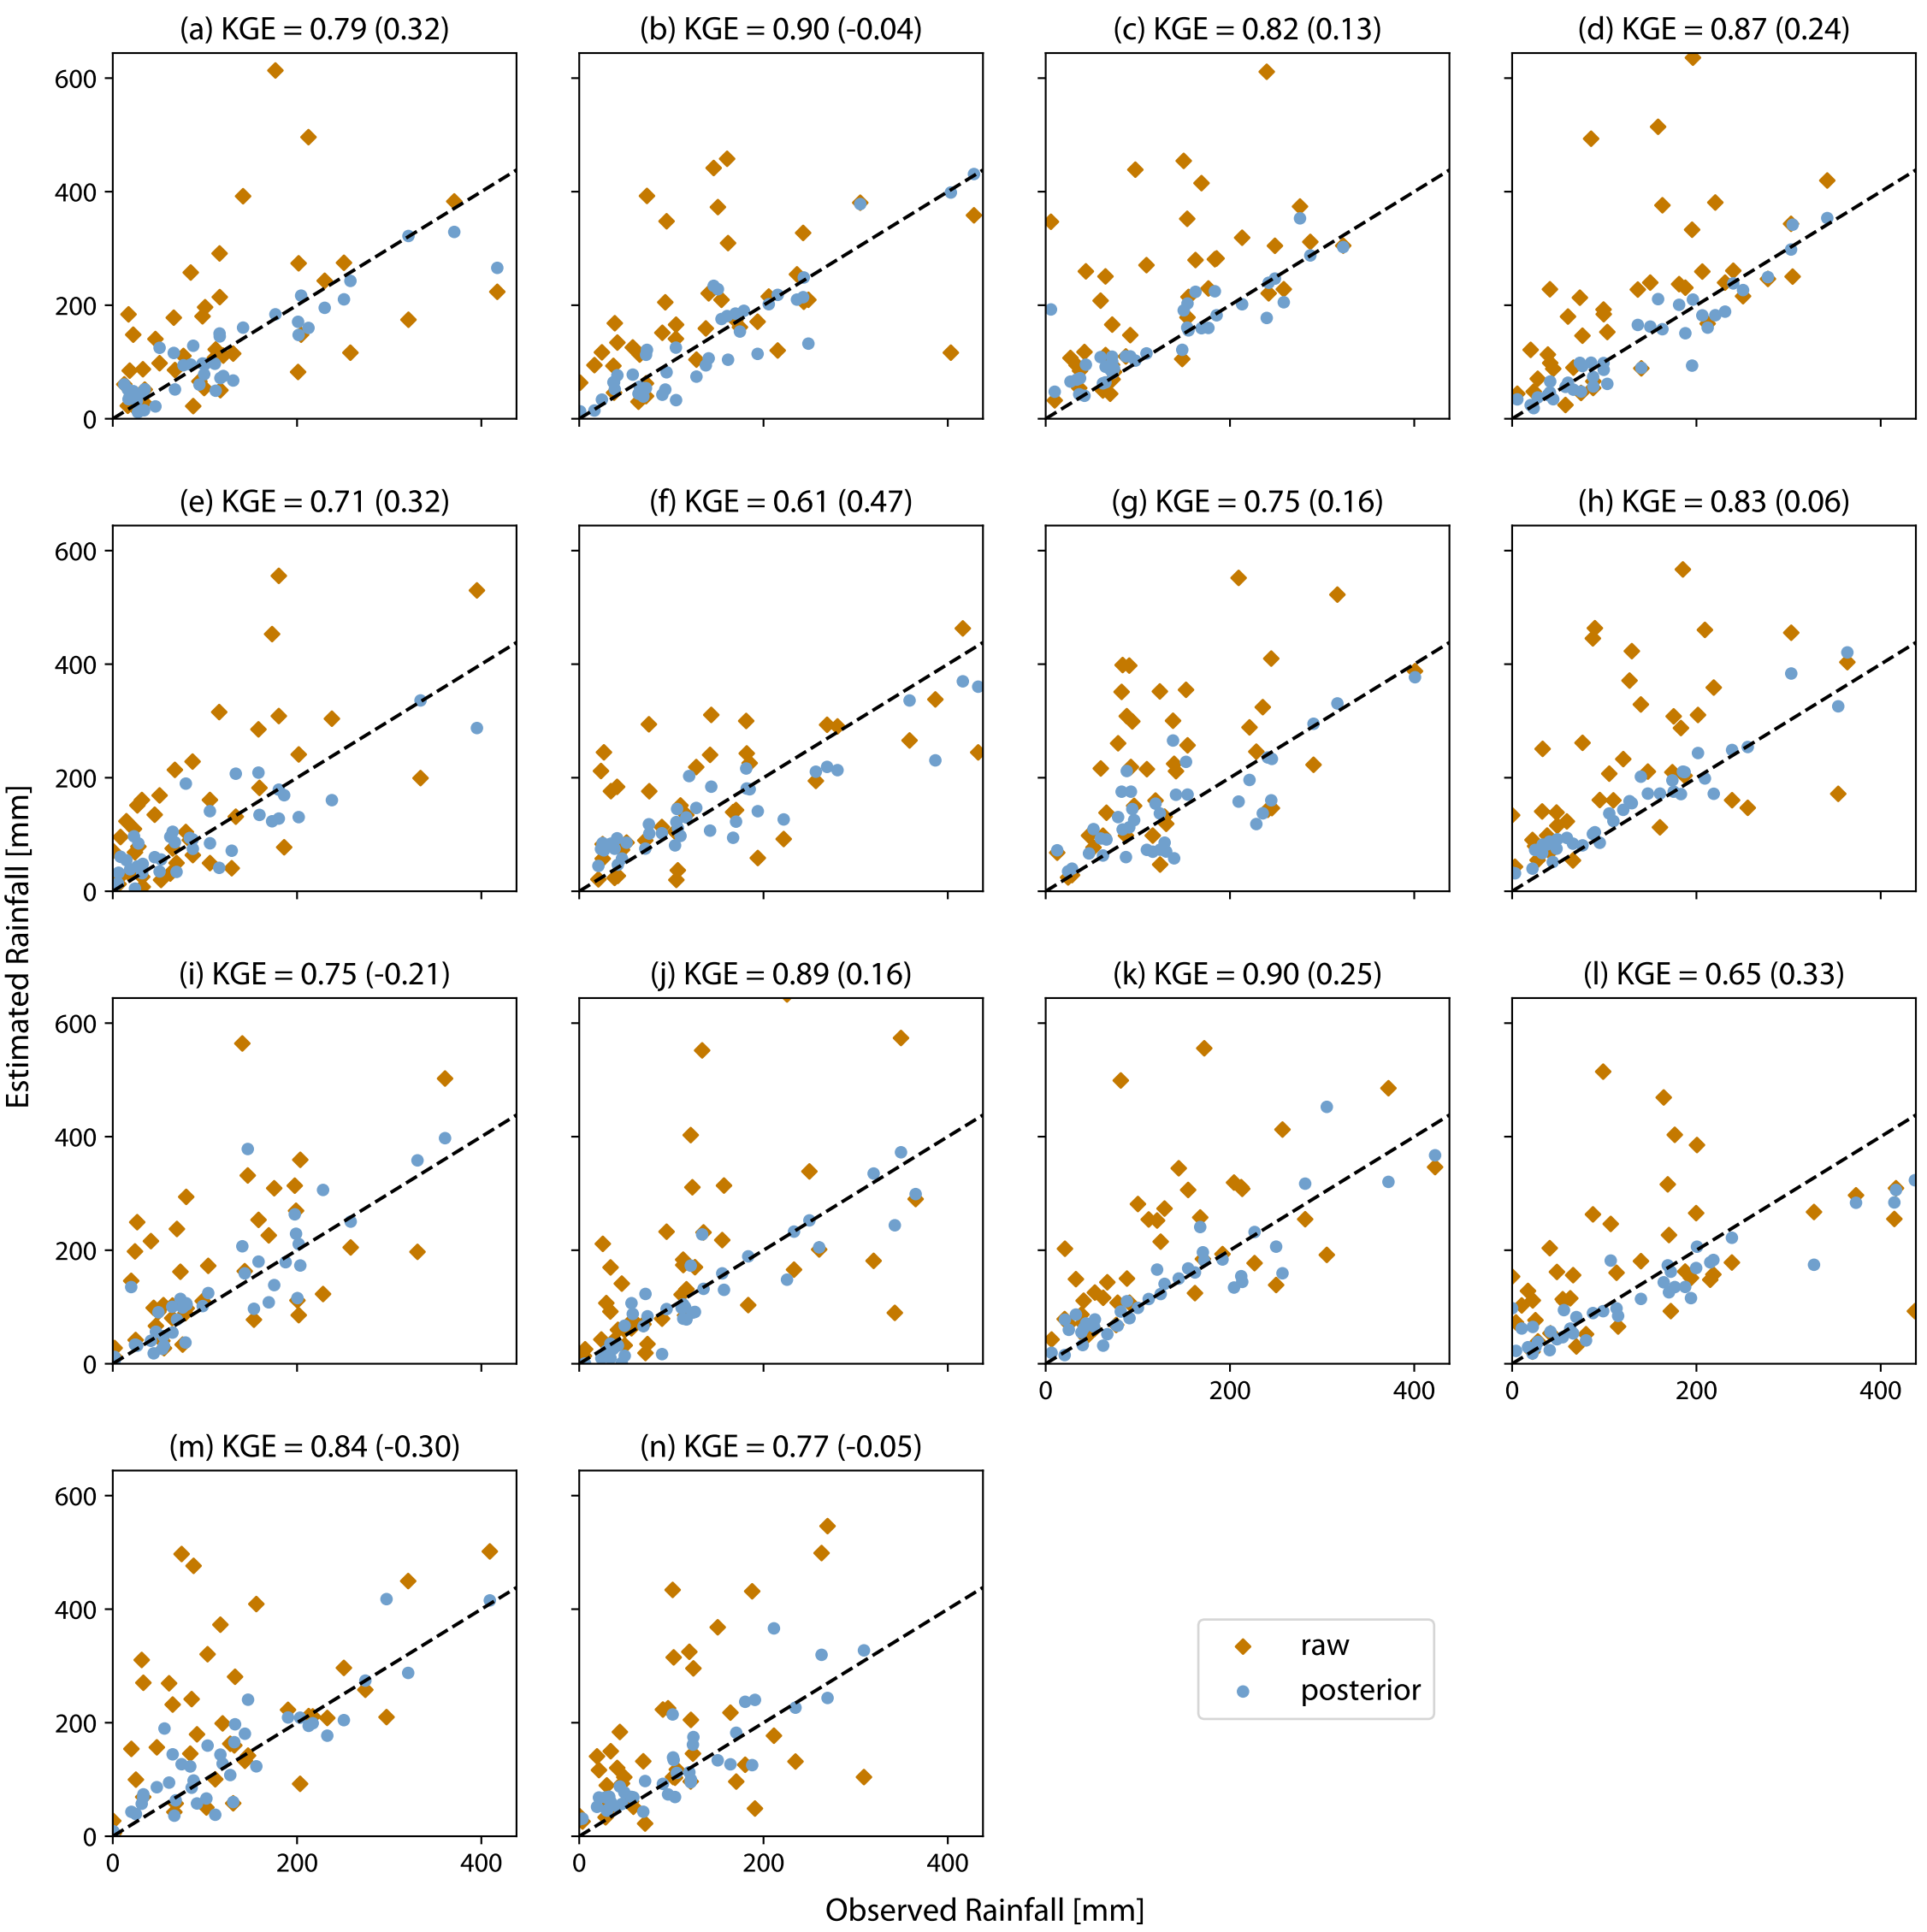 (a) KGE = 0.79 (0.32)
(b) KGE = 0.90 (-0.04)
(c) KGE = 0.82 (0.13)
(d) KGE = 0.87 (0.24)
600
400
200
0
0
200
400
(e) KGE = 0.71 (0.32)
(f) KGE = 0.61 (0.47)
(g) KGE = 0.75 (0.16)
(h) KGE = 0.83 (0.06)
600
400
200
0
Estimated Rainfall [mm]
(i) KGE = 0.75 (-0.21)
(j) KGE = 0.89 (0.16)
(k) KGE = 0.90 (0.25)
(l) KGE = 0.65 (0.33)
600
400
200
0
0
200
400
0
200
400
(m) KGE = 0.84 (-0.30)
(n) KGE = 0.77 (-0.05)
600
400
200
0
0
200
400
raw
posterior
Observed Rainfall [mm]